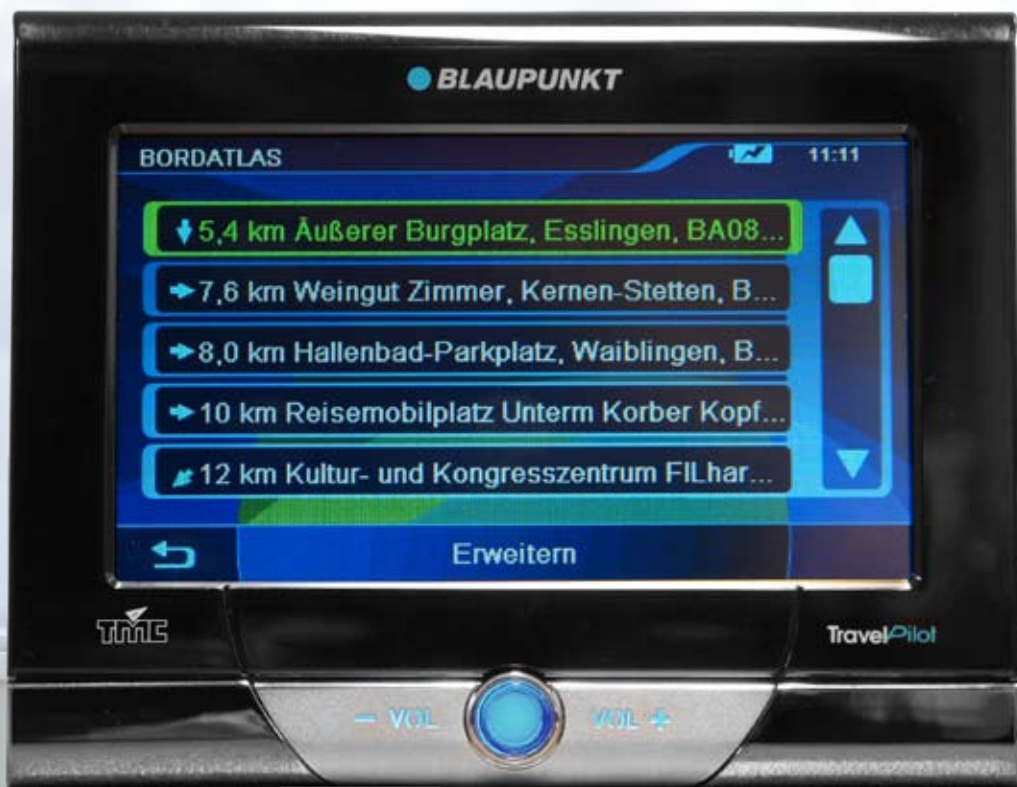 BLAUPUNKT
BORDATLAS 11:11
5,4 km Äußerer Burgplatz, Esslingen, BA08...
7,6 km Weingut Zimmer, Kernen-Stetten, B...
8,0 km Hallenbad-Parkplatz, Waiblingen, B...
10 km Reisemobilplatz Unterm Korber Kopf...
12 km Kultur- und Kongresszentrum FILhar...
Erweitern
TMC TravelPilot
- VOL VOL +